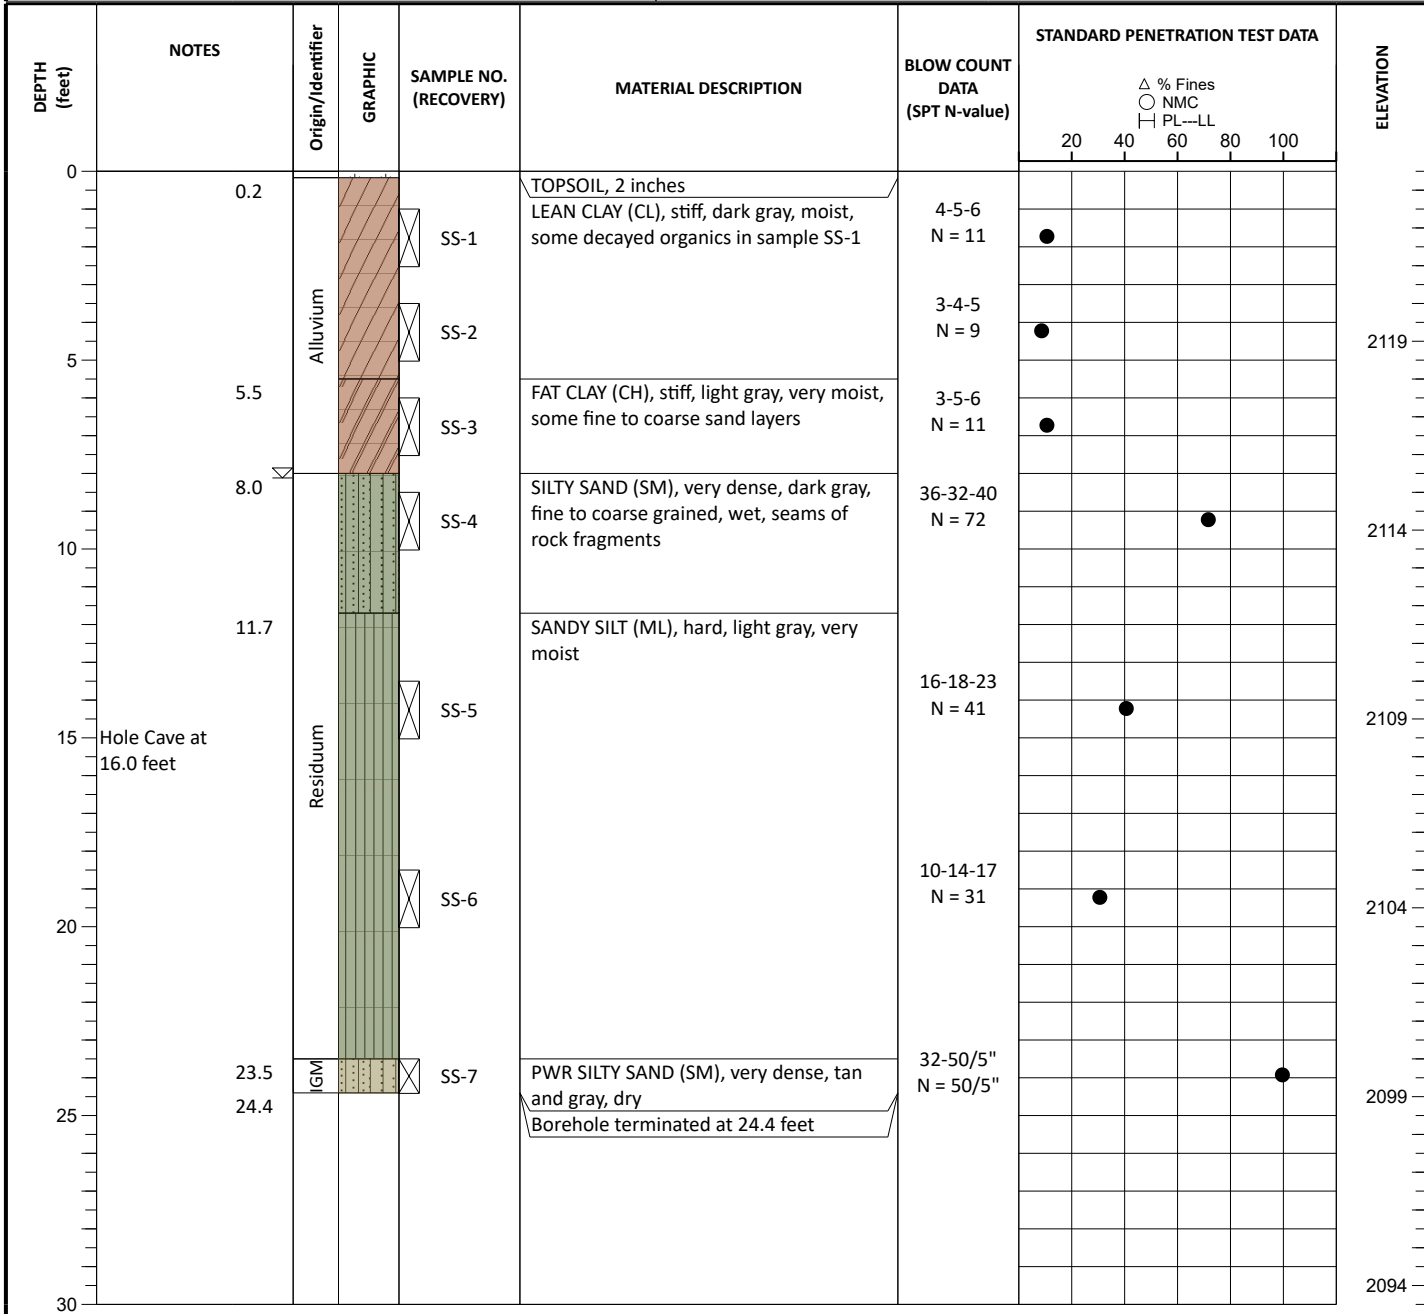 DEPTH
(feet)
NOTES
Origin/Identifier
GRAPHIC
SAMPLE NO.
(RECOVERY)
MATERIAL DESCRIPTION
BLOW COUNT
DATA
(SPT N-value)
STANDARD PENETRATION TEST DATA
△ % Fines
○ NMC
PL---LL
20 40 60 80 100
ELEVATION
0
0.2
TOPSOIL, 2 inches
LEAN CLAY (CL), stiff, dark gray, moist,
some decayed organics in sample SS-1
SS-1
4-5-6
N = 11
Alluvium
SS-2
3-4-5
N = 9
2119
5
5.5
FAT CLAY (CH), stiff, light gray, very moist,
some fine to coarse sand layers
SS-3
3-5-6
N = 11
8.0
SILTY SAND (SM), very dense, dark gray,
fine to coarse grained, wet, seams of
rock fragments
SS-4
36-32-40
N = 72
2114
10
11.7
SANDY SILT (ML), hard, light gray, very
moist
SS-5
16-18-23
N = 41
2109
15
Hole Cave at
16.0 feet
Residuum
SS-6
10-14-17
N = 31
2104
20
23.5
IGM
SS-7
PWR SILTY SAND (SM), very dense, tan
and gray, dry
32-50/5"
N = 50/5"
2099
24.4
Borehole terminated at 24.4 feet
25
2094
30